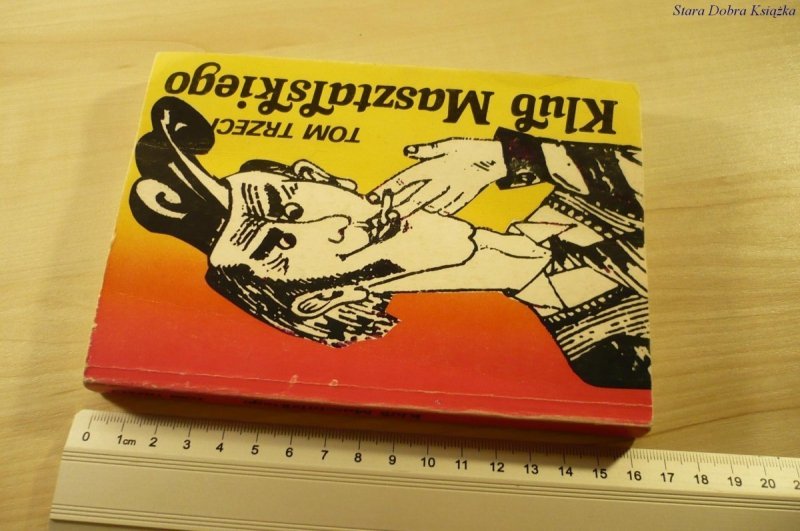 Stara Dobra Książka
Klub Masztalskiego
TOM TRZECI
0 1cm 2 3 4 5 6 7 8 9 10 11 12 13 14 15 16 17 18 19 20